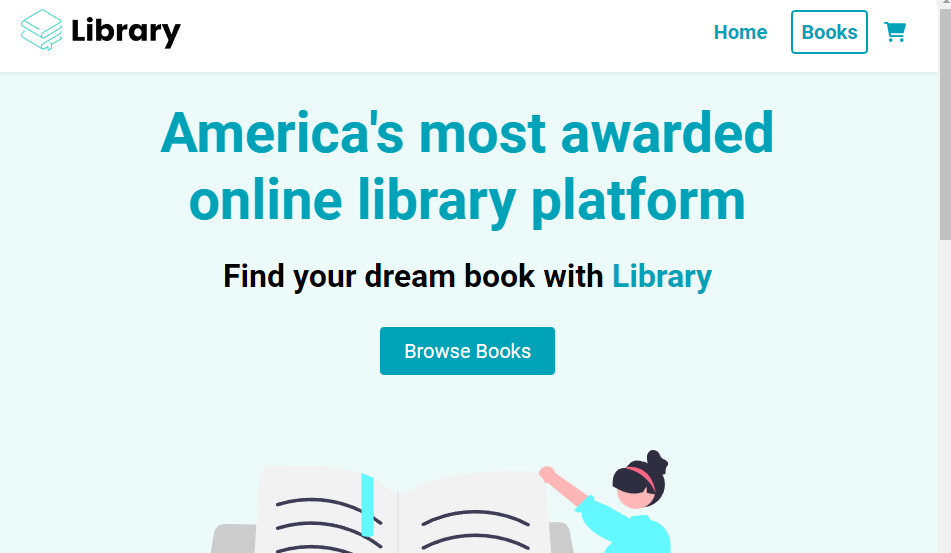 Library
Home
Books
America's most awarded
online library platform
Find your dream book with Library
Browse Books